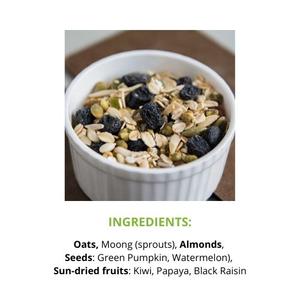 INGREDIENTS:
Oats, Moong (sprouts), Almonds,
Seeds: Green Pumpkin, Watermelon),
Sun-dried fruits: Kiwi, Papaya, Black Raisin